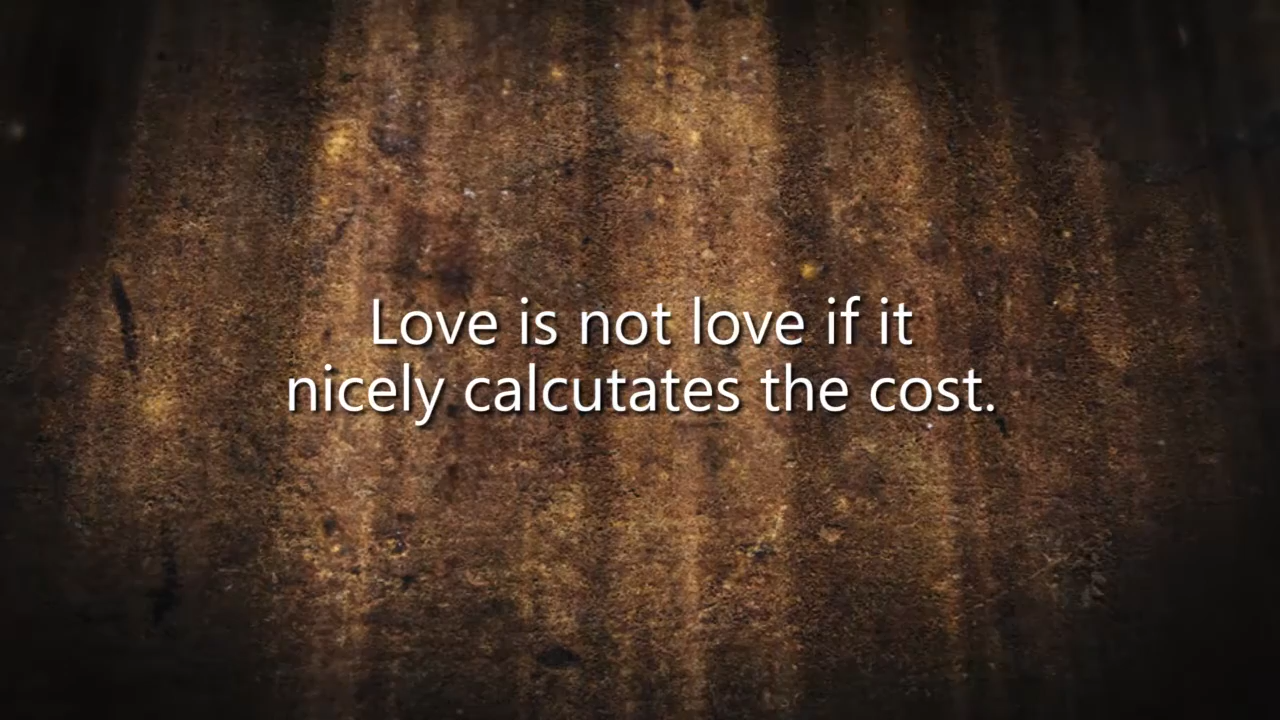 Love is not love if it
nicely calcutates the cost.